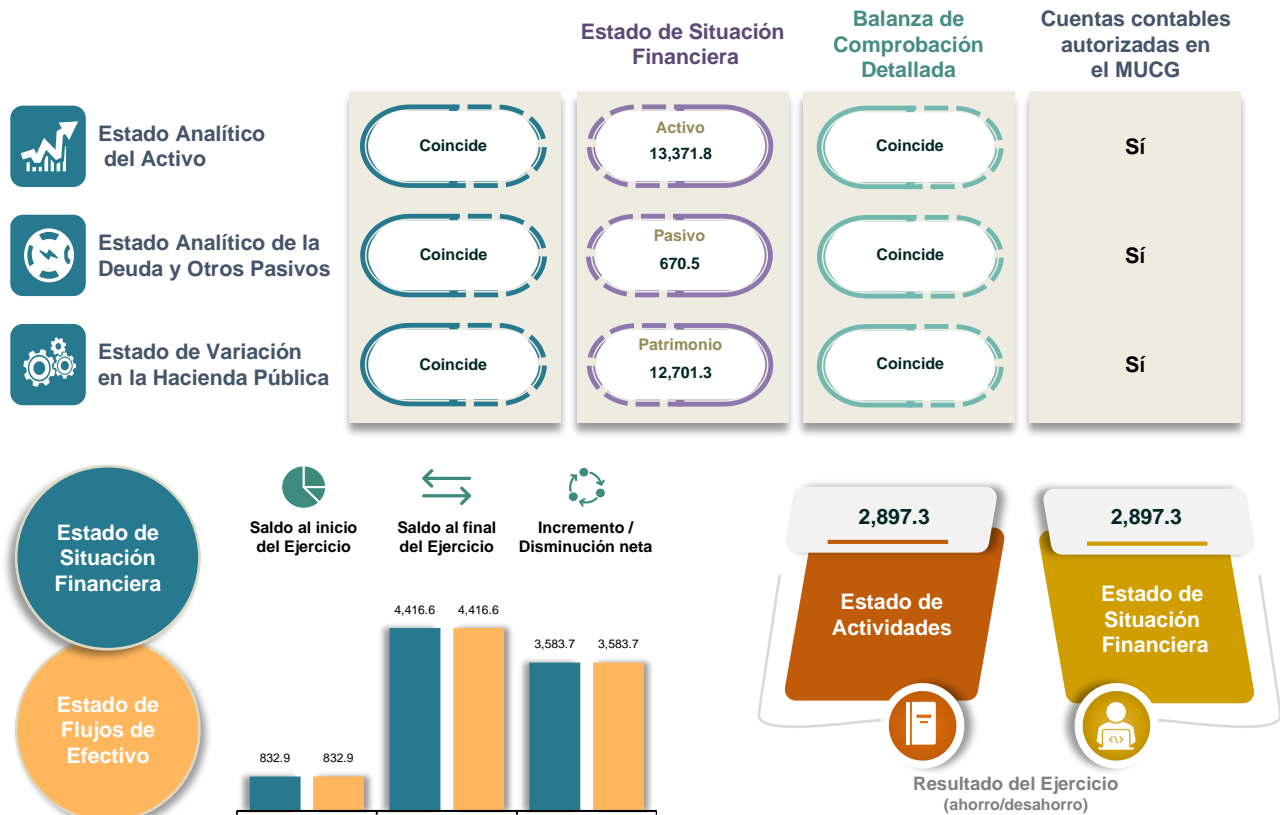 Estado de Situación
Financiera
Balanza de
Comprobación
Detallada
Cuentas contables
autorizadas en
el MUCG
Estado Analítico
del Activo
Coincide
Activo
13,371.8
Coincide
Sí
Estado Analítico de la
Deuda y Otros Pasivos
Coincide
Pasivo
670.5
Coincide
Sí
Estado de Variación
en la Hacienda Pública
Coincide
Patrimonio
12,701.3
Coincide
Sí
Estado de
Situación
Financiera
Estado de
Flujos de
Efectivo
Saldo al inicio
del Ejercicio
Saldo al final
del Ejercicio
Incremento /
Disminución neta
832.9
832.9
4,416.6
4,416.6
3,583.7
3,583.7
2,897.3
Estado de
Actividades
2,897.3
Estado de
Situación
Financiera
Resultado del Ejercicio
(ahorro/desahorro)